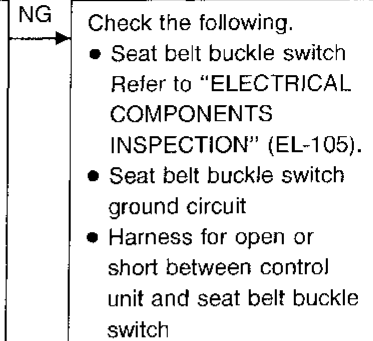 NG
Check the following.
● Seat belt buckle switch
Refer to "ELECTRICAL
COMPONENTS
INSPECTION" (EL-105).
● Seat belt buckle switch
ground circuit
● Harness for open or
short between control
unit and seat belt buckle
switch